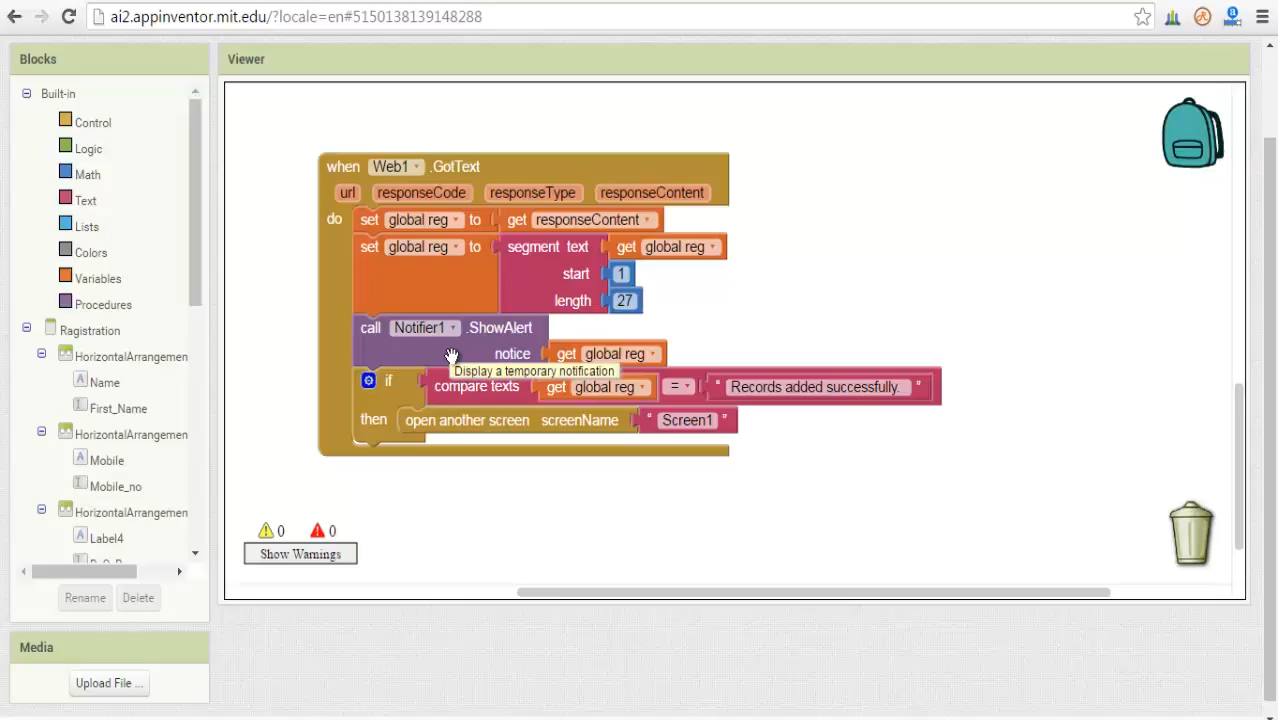 ai2.appinventor.mit.edu/?locale=en#5150138139148288
Blocks
Viewer
Built-in
Control
Logic
Math
Text
Lists
Colors
Variables
Procedures
Ragistration
HorizontalArrangemen
Name
First_Name
HorizontalArrangemen
Mobile
Mobile_no
HorizontalArrangemen
Label4
Rename
Delete
Media
Upload File ...
when Web1 .GotText
url responseCode responseType responseContent
do set global reg to get responseContent
set global reg to segment text get global reg
start 1
length 27
call Notifier1 .ShowAlert
notice get global reg
Display a temporary notification
if compare texts get global reg = " Records added successfully. "
then open another screen screenName " Screen1 "
0 0
Show Warnings